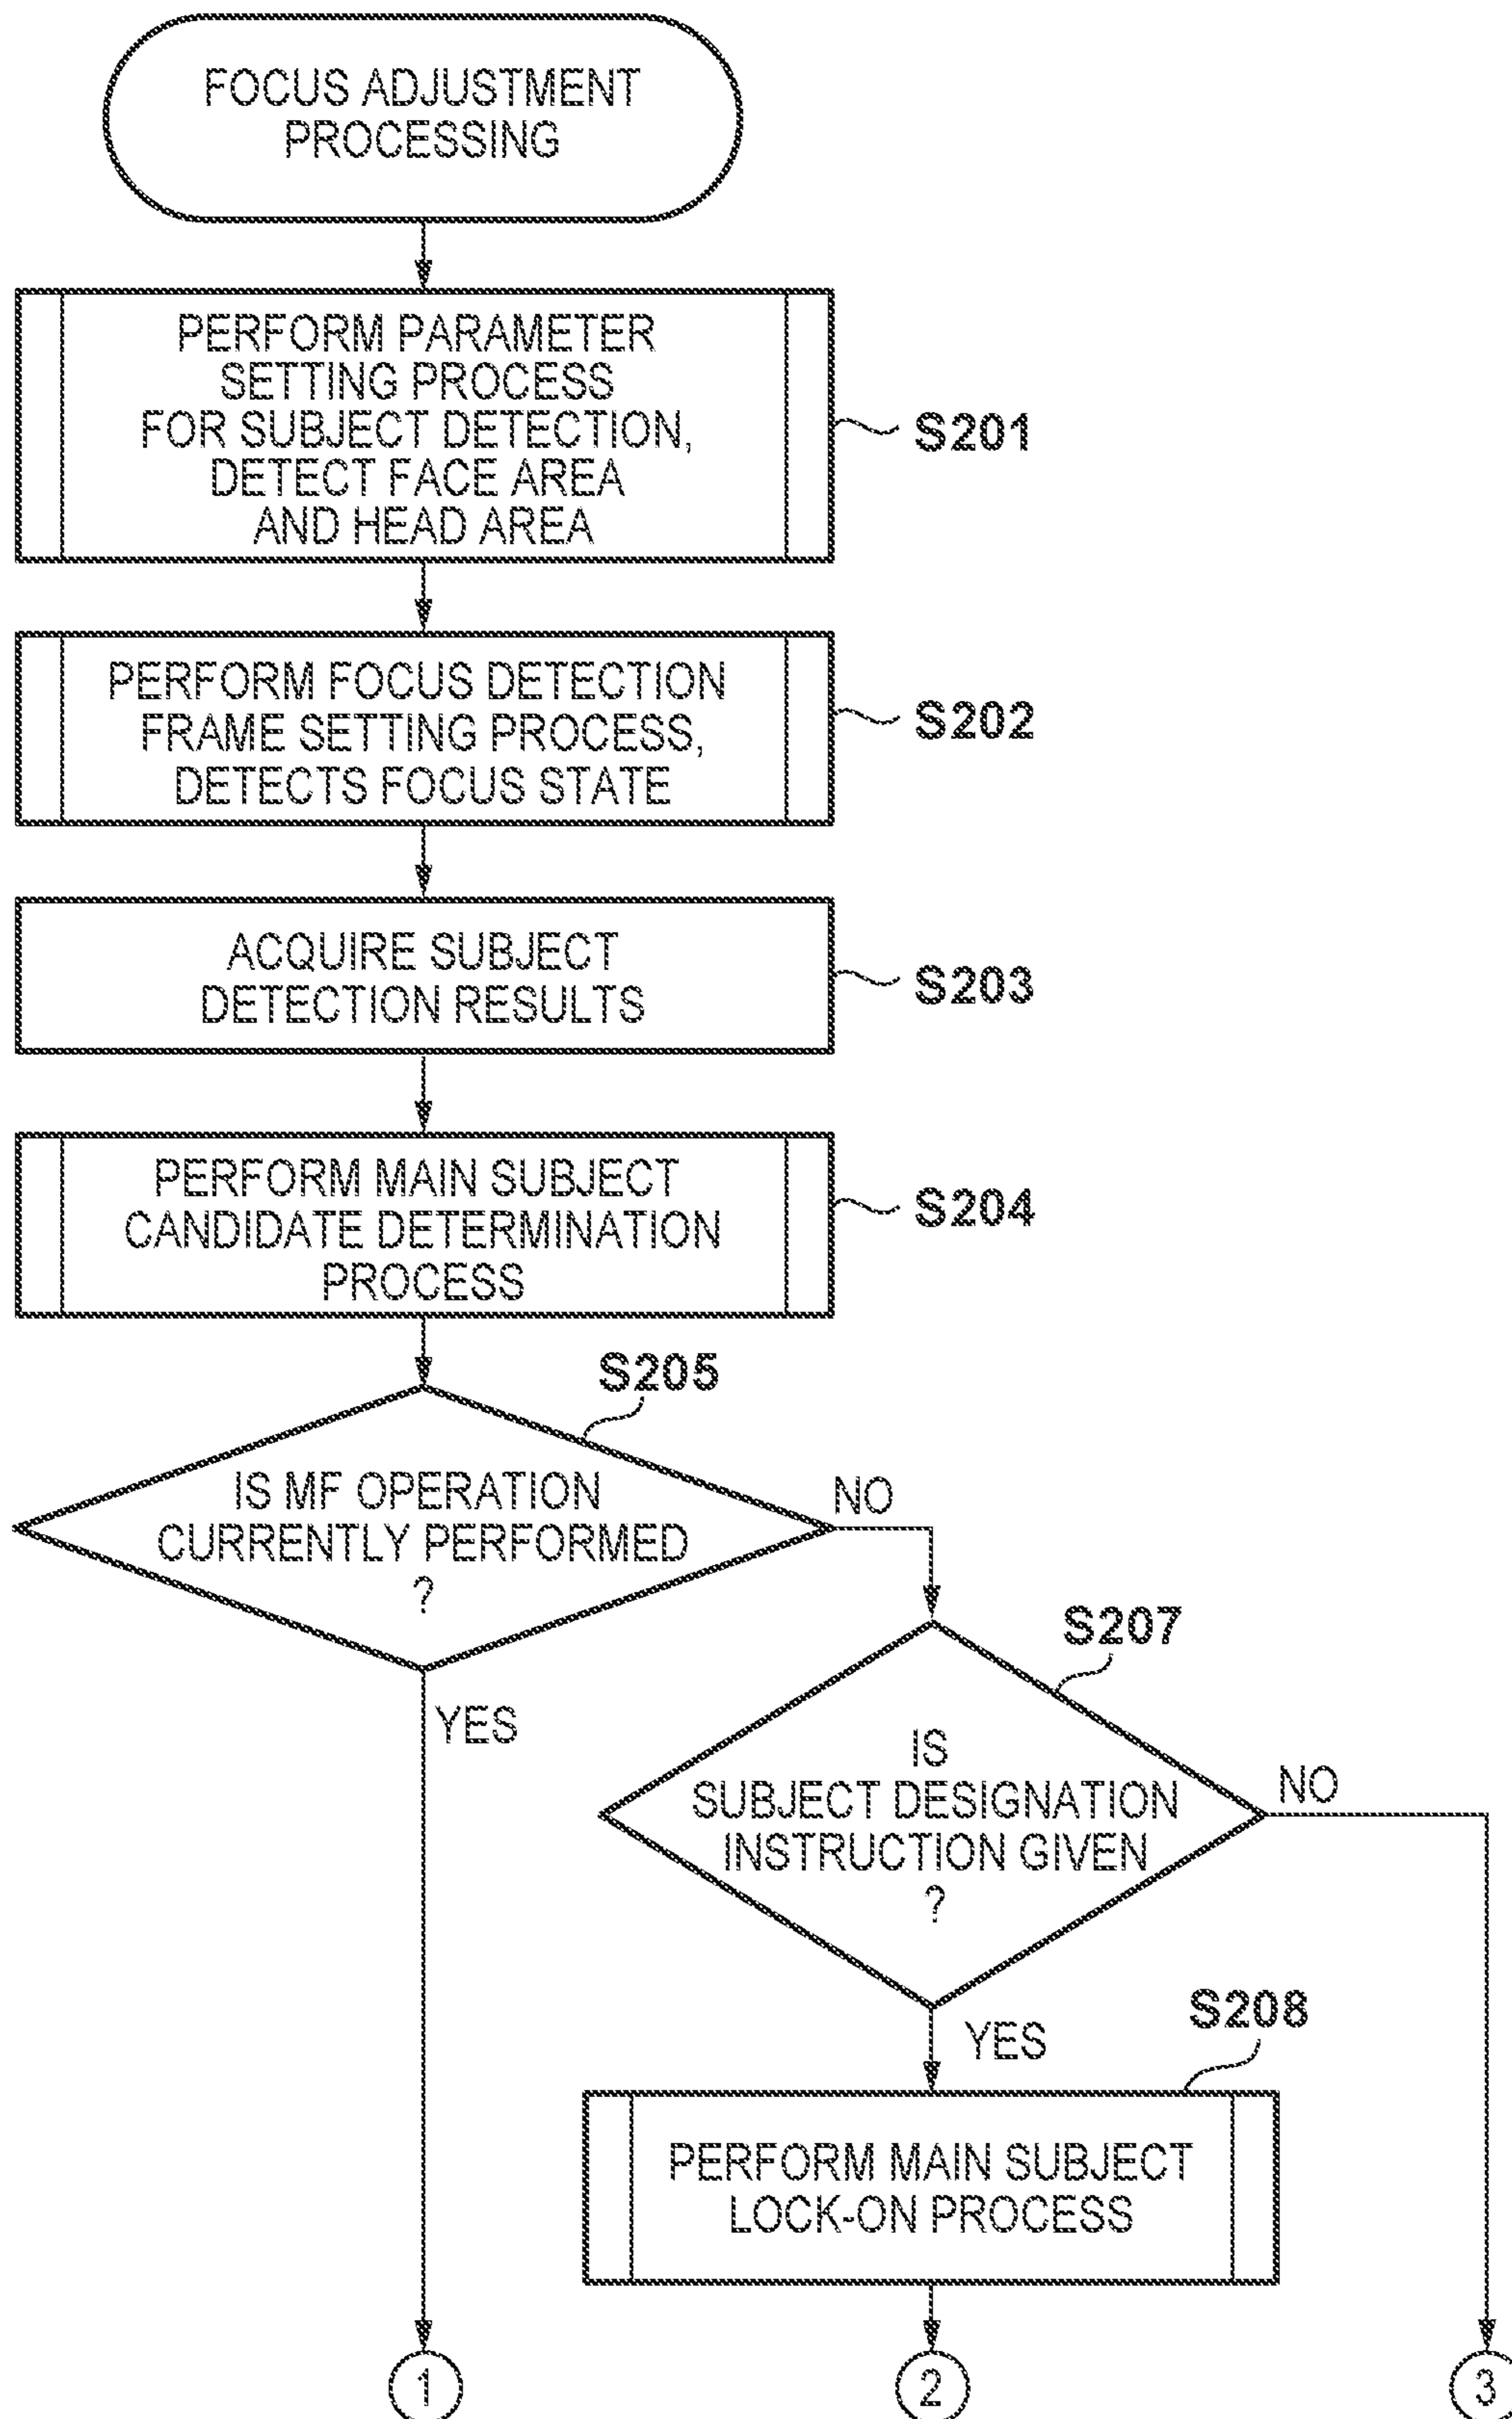 FOCUS ADJUSTMENT
PROCESSING
PERFORM PARAMETER
SETTING PROCESS
FOR SUBJECT DETECTION,
DETECT FACE AREA
AND HEAD AREA
S201
PERFORM FOCUS DETECTION
FRAME SETTING PROCESS,
DETECTS FOCUS STATE
S202
ACQUIRE SUBJECT
DETECTION RESULTS
S203
PERFORM MAIN SUBJECT
CANDIDATE DETERMINATION
PROCESS
S204
S205
IS MF OPERATION
CURRENTLY PERFORMED
?
NO
YES
S207
IS
SUBJECT DESIGNATION
INSTRUCTION GIVEN
?
NO
YES
S208
PERFORM MAIN SUBJECT
LOCK-ON PROCESS
1
2
3